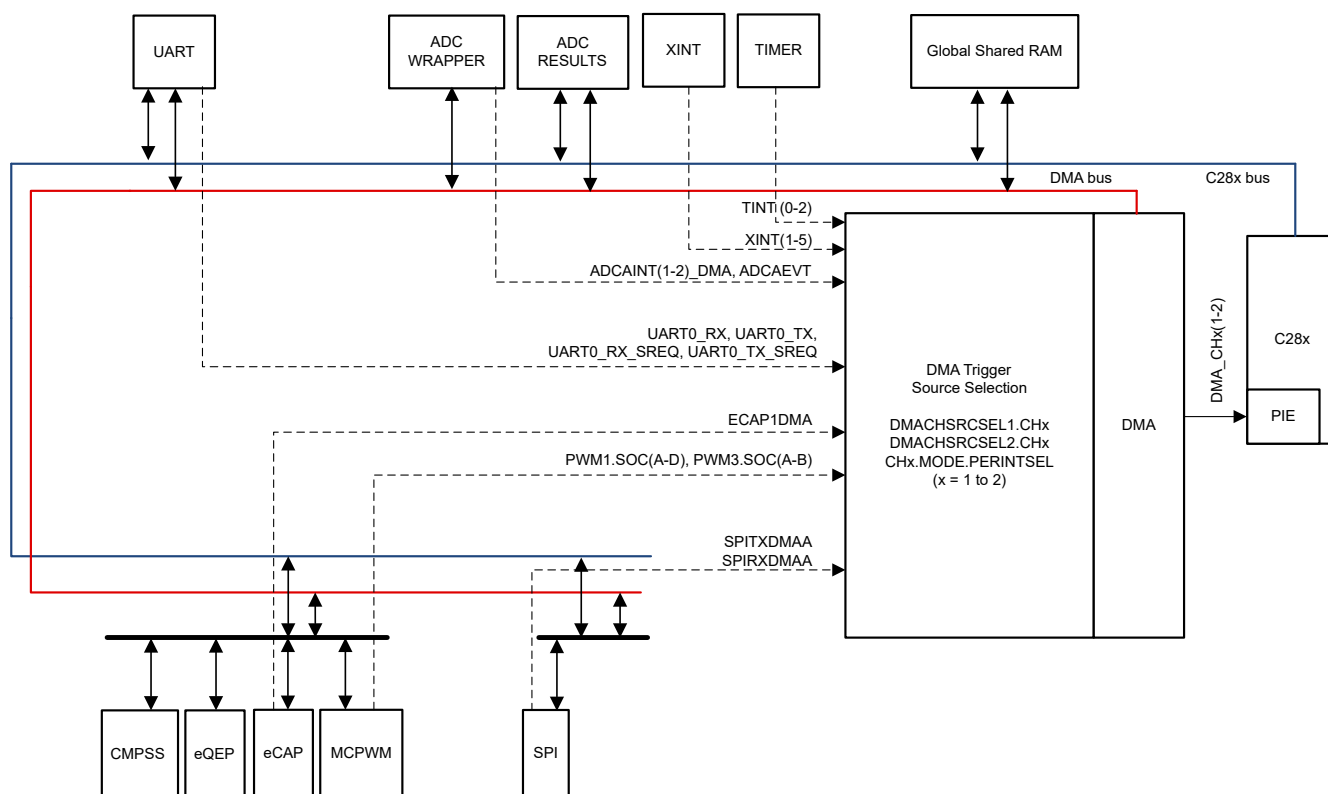 UART
ADC
WRAPPER
ADC
RESULTS
XINT
TIMER
Global Shared RAM
DMA bus
C28x bus
TINT (0-2)
XINT(1-5)
ADCAINT(1-2)_DMA, ADCAEVT
UART0_RX, UART0_TX,
UART0_RX_SREQ, UART0_TX_SREQ
ECAP1DMA
PWM1.SOC(A-D), PWM3.SOC(A-B)
SPITXDMAA
SPIRXDMAA
DMA Trigger
Source Selection
DMACHSRCSEL1.CHx
DMACHSRCSEL2.CHx
CHx.MODE.PERINTSEL
(x = 1 to 2)
DMA
DMA_CHx(1-2)
C28x
PIE
CMPSS
eQEP
eCAP
MCPWM
SPI